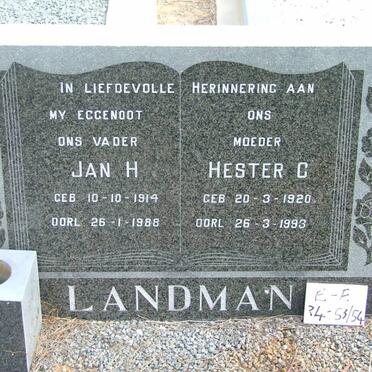 IN LIEFDEVOLLE HERINNERING AAN
MY EGGENOOT
ONS VADER
JAN H
GEB 10-10-1914
OORL 26-1-1988
ONS
MOEDER
HESTER C
GEB 20-3-1920
OORL 26-3-1993
LANDMAN
E-F
34-53/54